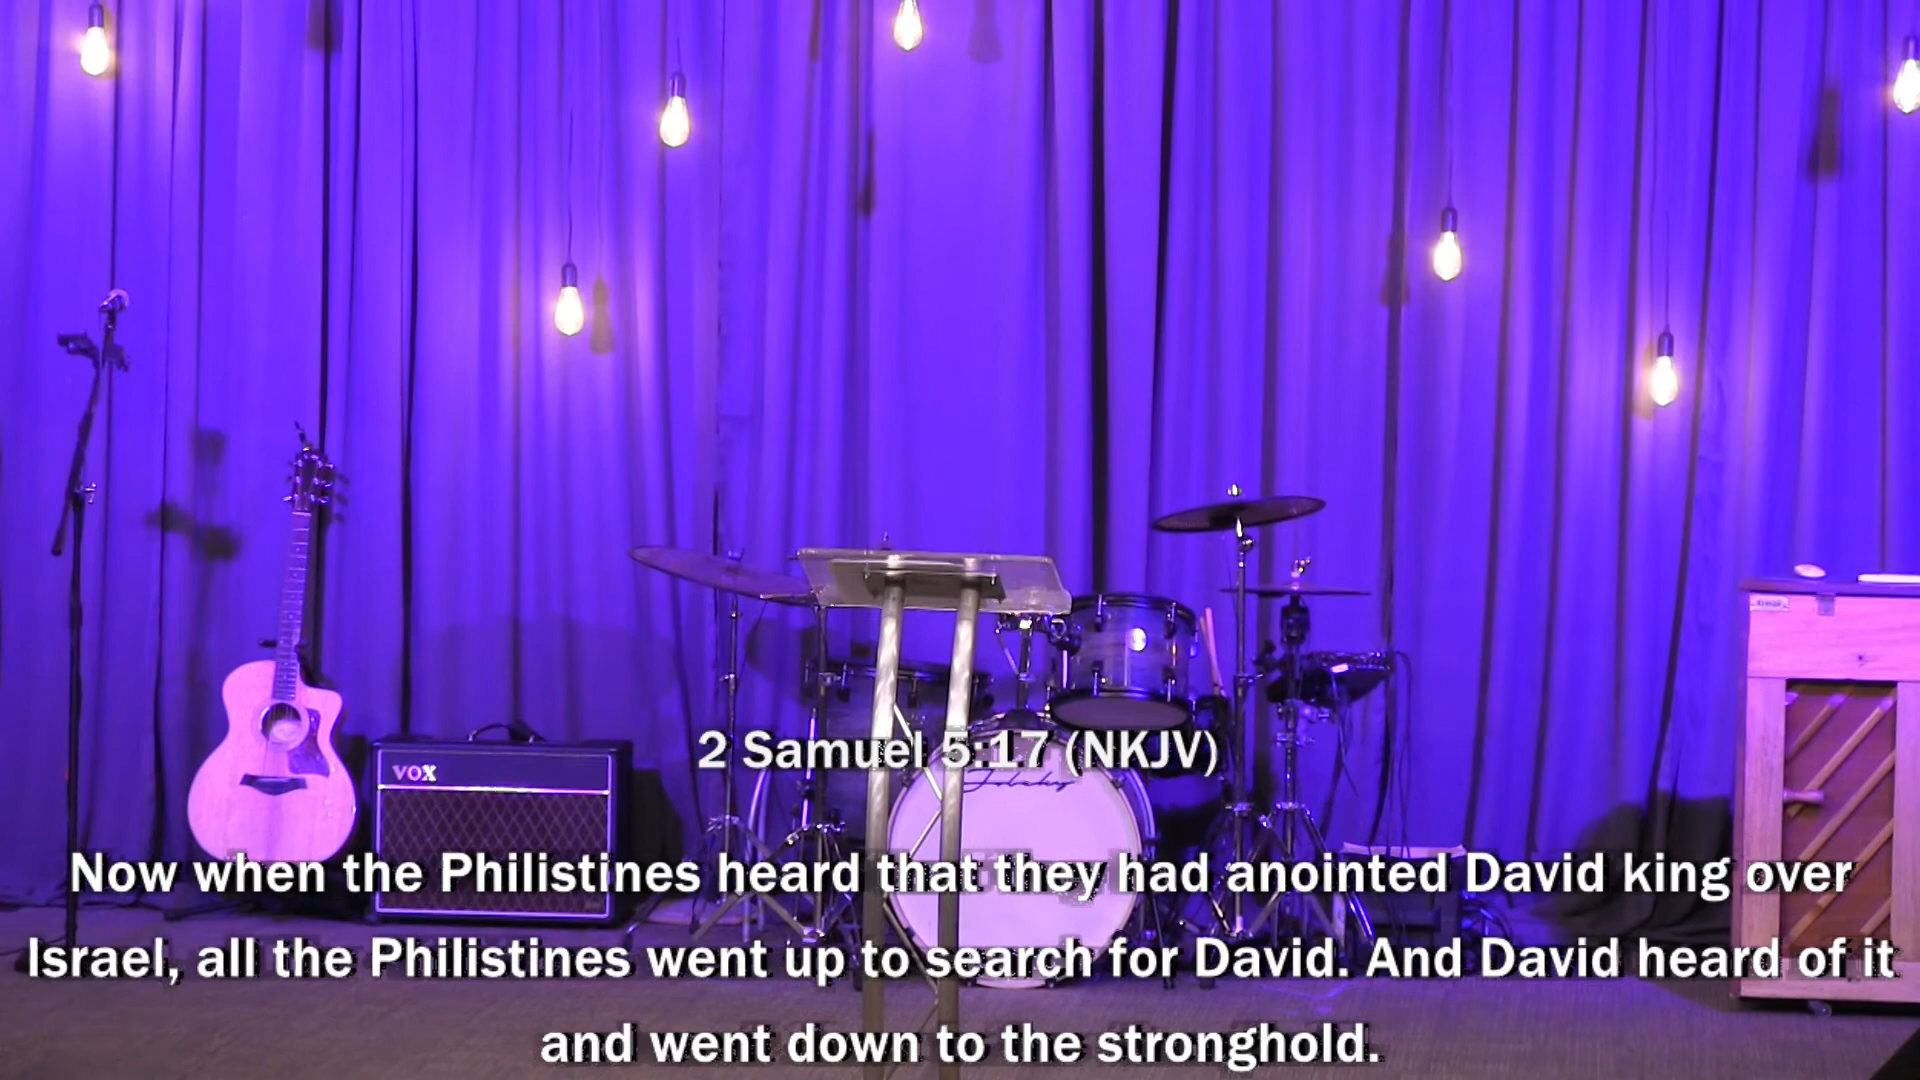 VOX
2 Samuel 5:17 (NKJV)
Now when the Philistines heard that they had anointed David king over
Israel, all the Philistines went up to search for David. And David heard of it
and went down to the stronghold.